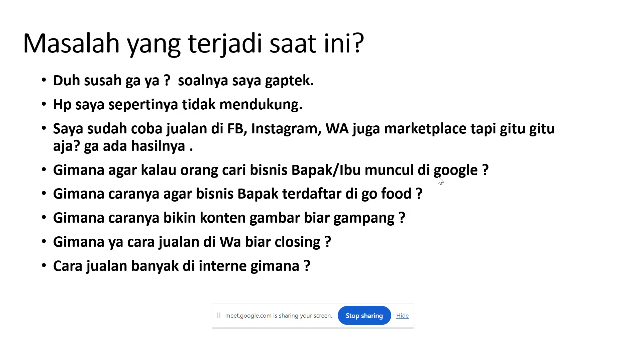 Masalah yang terjadi saat ini?
• Duh susah ga ya ? soalnya saya gaptek.
• Hp saya sepertinya tidak mendukung.
• Saya sudah coba jualan di FB, Instagram, WA juga marketplace tapi gitu gitu
aja? ga ada hasilnya .
• Gimana agar kalau orang cari bisnis Bapak/Ibu muncul di google ?
• Gimana caranya agar bisnis Bapak terdaftar di go food ?
• Gimana caranya bikin konten gambar biar gampang ?
• Gimana ya cara jualan di Wa biar closing ?
• Cara jualan banyak di interne gimana ?
meet.google.com is sharing your screen. Stop sharing Hide